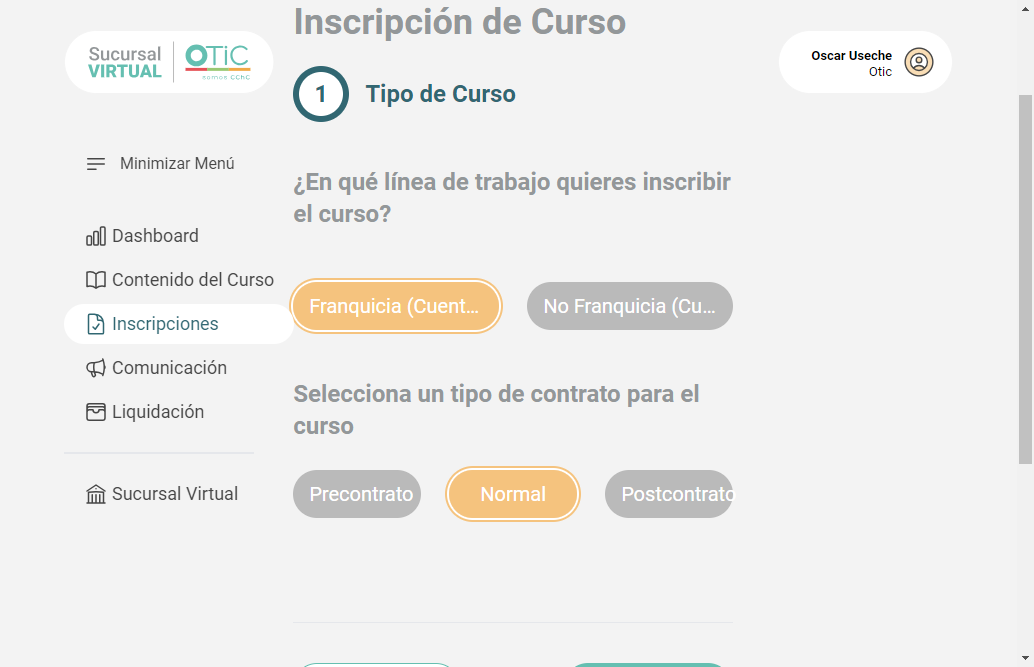 Inscripción de Curso
Sucursal
VIRTUAL
OTIC
somos CChC
Oscar Useche
Otic
1
Tipo de Curso
Minimizar Menú
¿En qué línea de trabajo quieres inscribir
el curso?
Dashboard
Contenido del Curso
Inscripciones
Comunicación
Liquidación
Sucursal Virtual
Franquicia (Cuent...
No Franquicia (Cu...
Selecciona un tipo de contrato para el
curso
Precontrato
Normal
Postcontrato